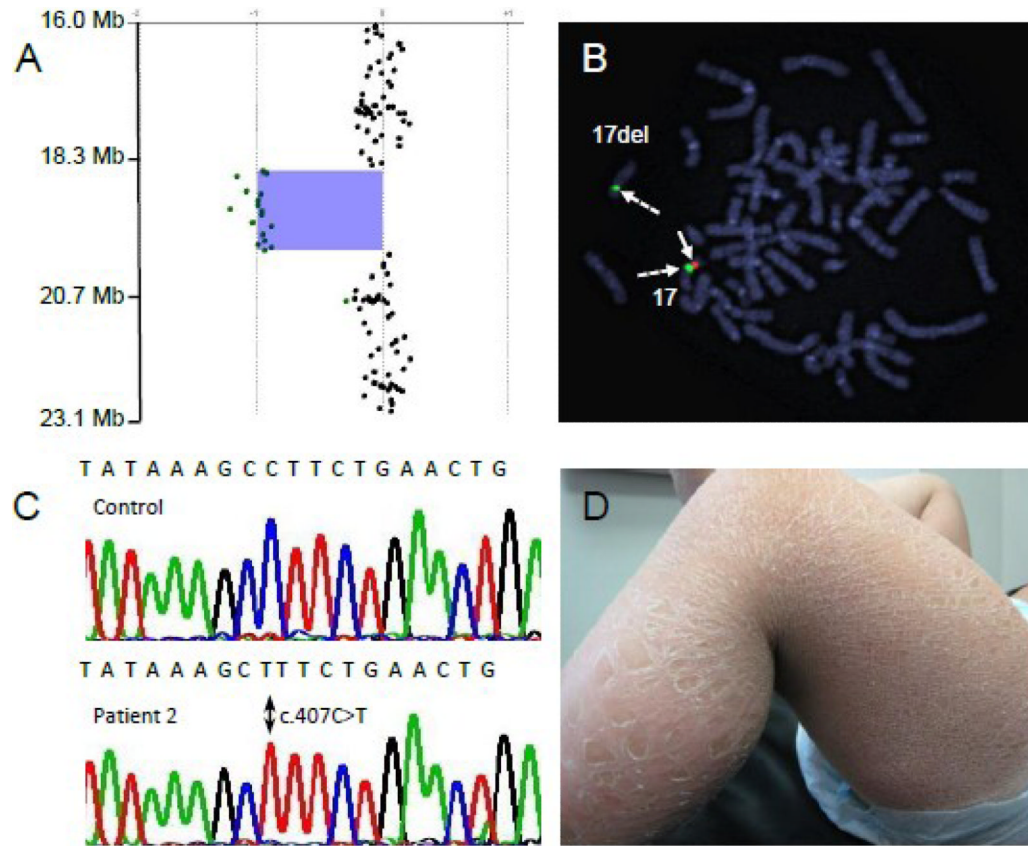 -2 -1 0 +1
16.0 Mb
A
18.3 Mb
20.7 Mb
23.1 Mb
B
17del
17
T A T A A A G C C T T C T G A A C T G
C
Control
T A T A A A G C T T T C T G A A C T G
Patient 2
c.407C>T
D